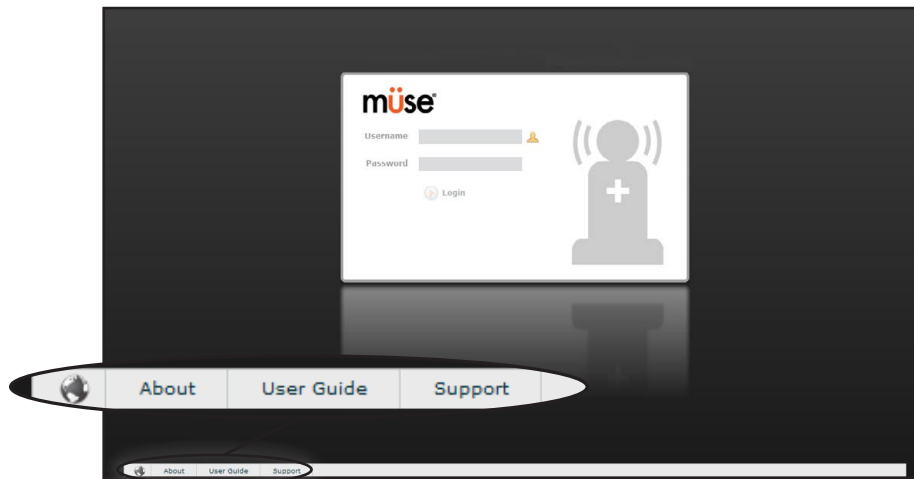 müse®
Username
Password
Login
About User Guide Support
About User Guide Support